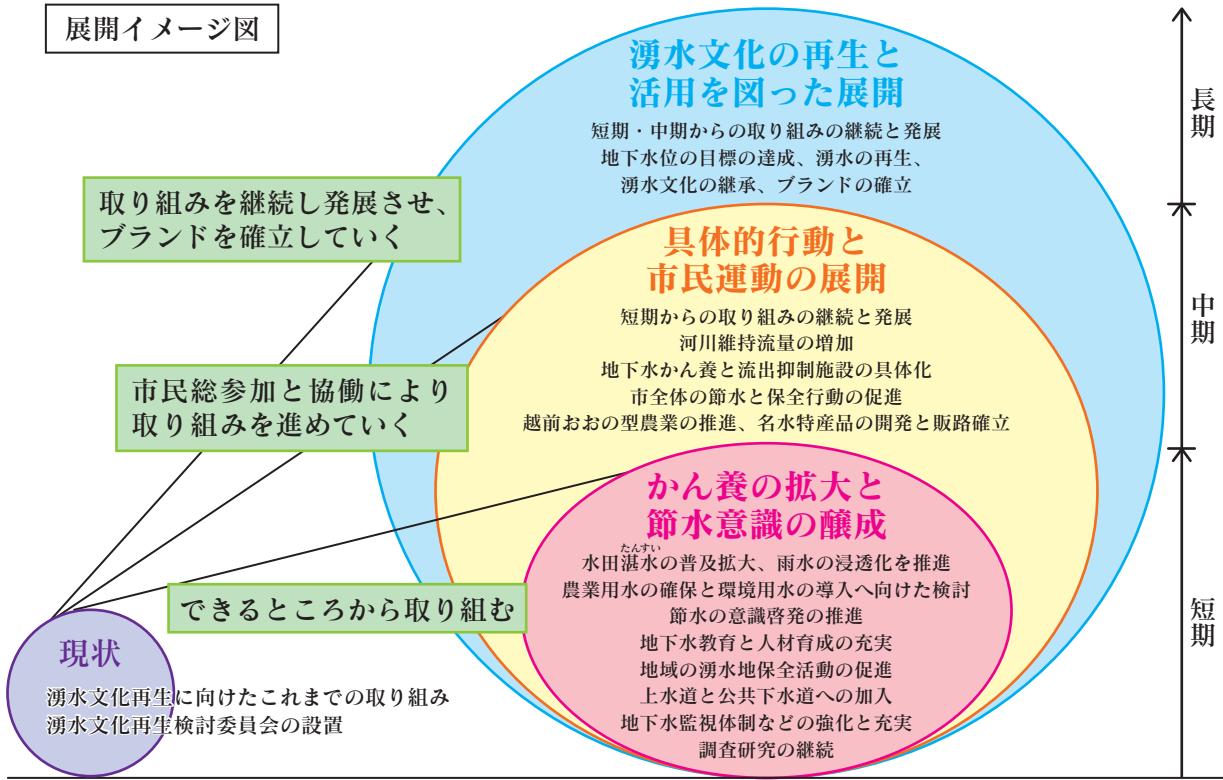 展開イメージ図
湧水文化の再生と
活用を図った展開
短期・中期からの取り組みの継続と発展
地下水位の目標の達成、湧水の再生、
湧水文化の継承、ブランドの確立
長期
取り組みを継続し発展させ、
ブランドを確立していく
具体的行動と
市民運動の展開
短期からの取り組みの継続と発展
河川維持流量の増加
地下水かん養と流出抑制施設の具体化
市全体の節水と保全行動の促進
越前おおの型農業の推進、名水特産品の開発と販路確立
中期
市民総参加と協働により
取り組みを進めていく
かん養の拡大と
節水意識の醸成
たんすい
水田湛水の普及拡大、雨水の浸透化を推進
農業用水の確保と環境用水の導入へ向けた検討
節水の意識啓発の推進
地下水教育と人材育成の充実
地域の湧水地保全活動の促進
上水道と公共下水道への加入
地下水監視体制などの強化と充実
調査研究の継続
短期
できるところから取り組む
現状
湧水文化再生に向けたこれまでの取り組み
湧水文化再生検討委員会の設置